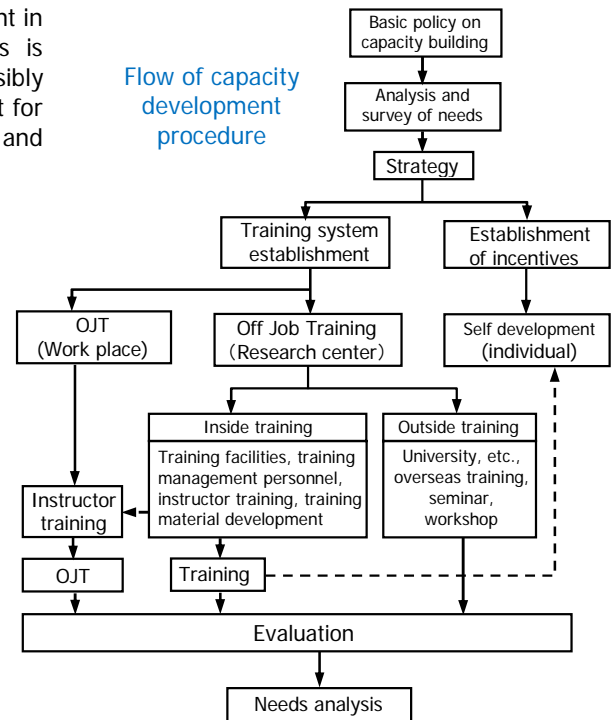 nt in
s is
sibly
t for
and
Flow of capacity
development
procedure
Basic policy on
capacity building
Analysis and
survey of needs
Strategy
Training system
establishment
Establishment
of incentives
OJT
(Work place)
Off Job Training
(Research center)
Self development
(individual)
Inside training
Training facilities, training
management personnel,
instructor training, training
material development
Outside training
University, etc.,
overseas training,
seminar,
workshop
Instructor
training
OJT
Training
Evaluation
Needs analysis